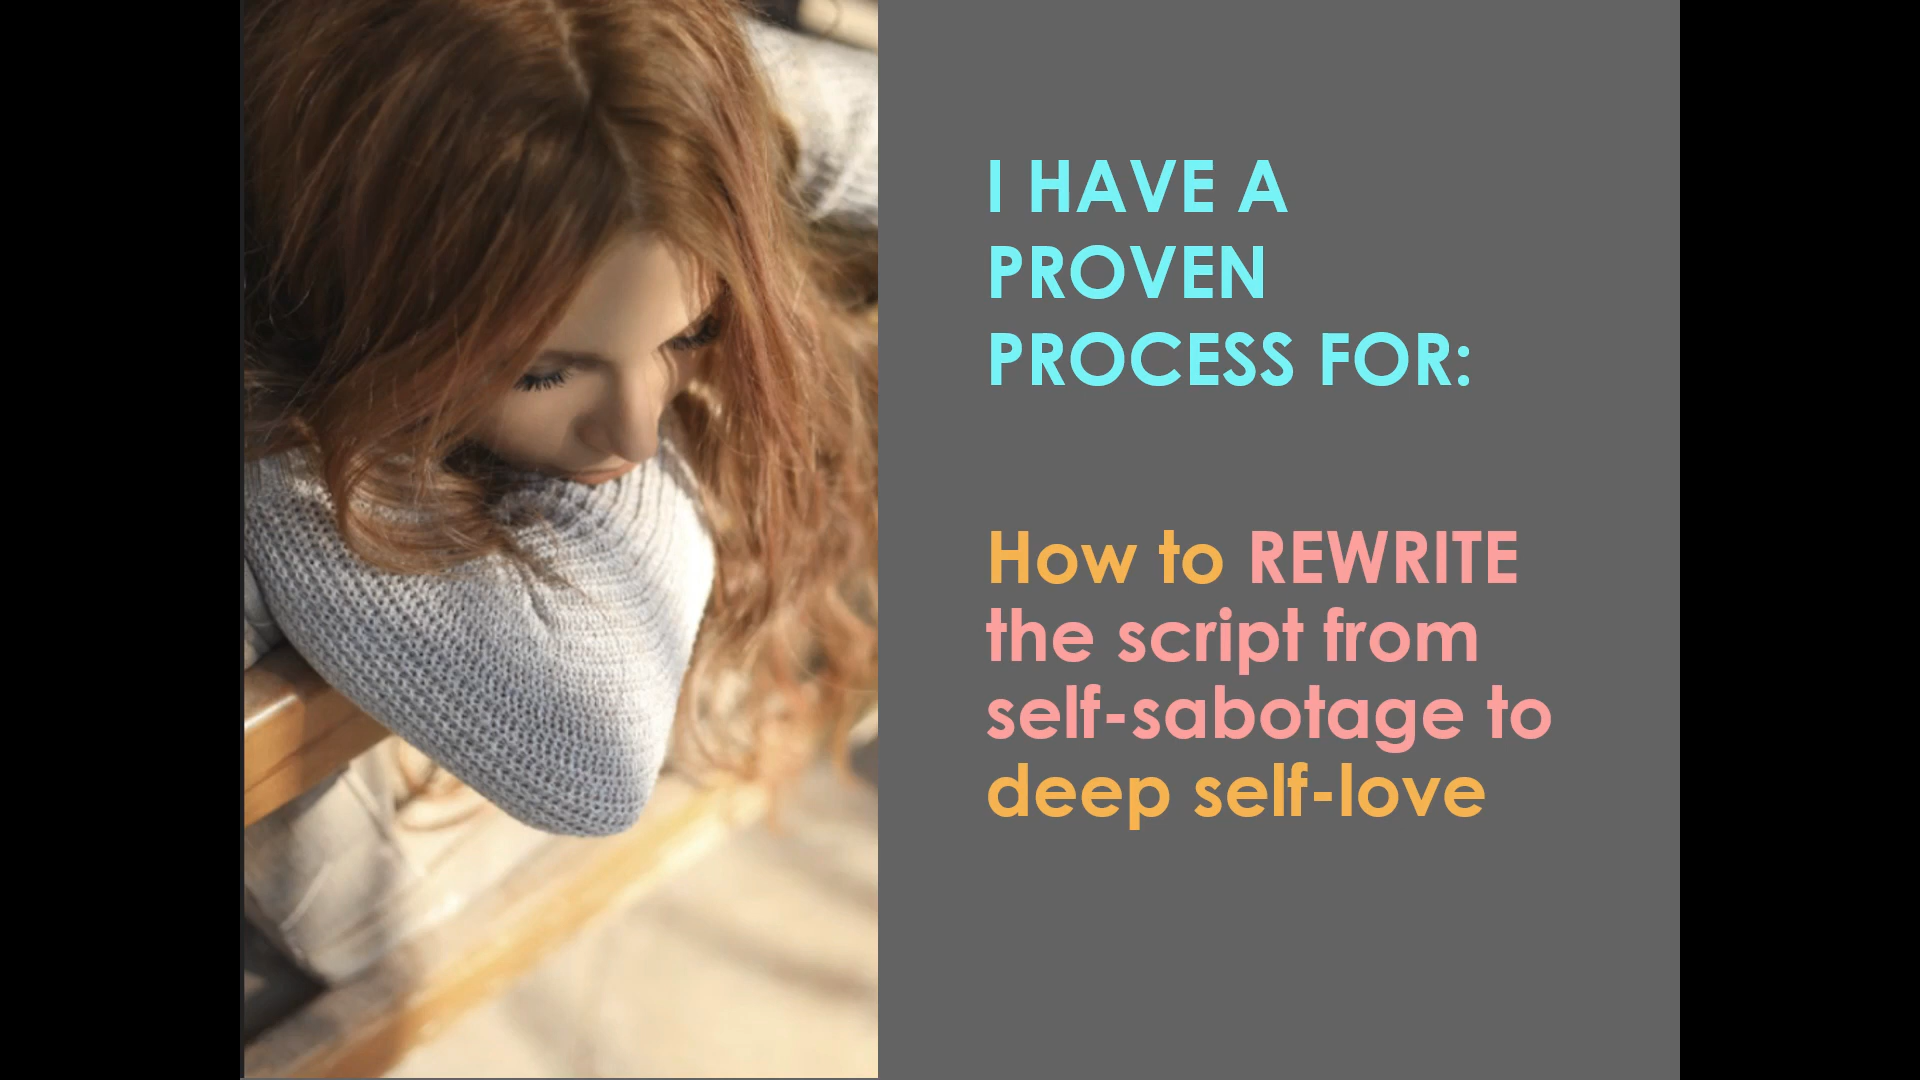 I HAVE A
PROVEN
PROCESS FOR:
How to REWRITE
the script from
self-sabotage to
deep self-love